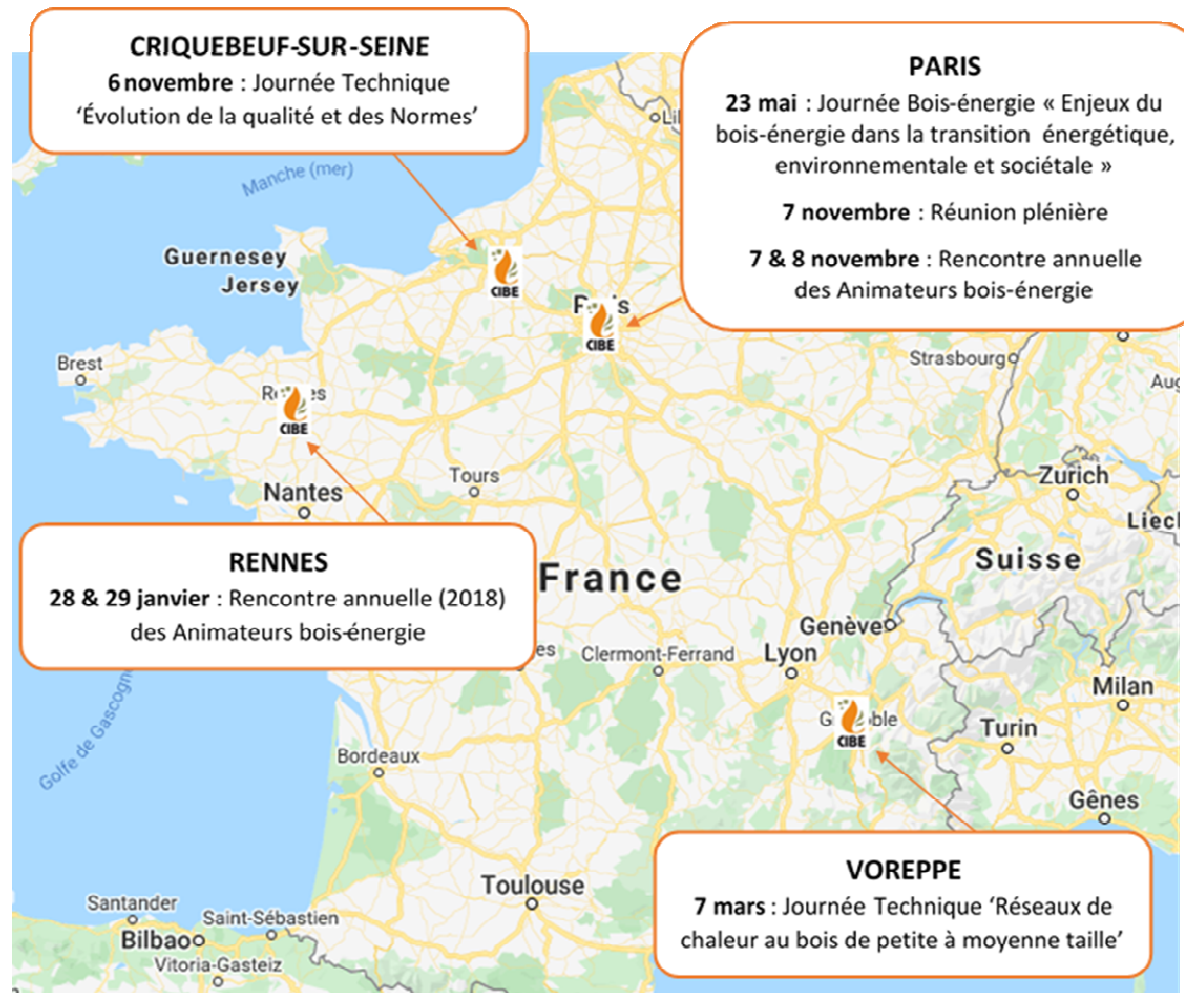 CRIQUEBEUF-SUR-SEINE
6 novembre : Journée Technique
‘Évolution de la qualité et des Normes’
PARIS
23 mai : Journée Bois-énergie « Enjeux du
bois-énergie dans la transition énergétique,
environnementale et sociétale »
7 novembre : Réunion plénière
7 & 8 novembre : Rencontre annuelle
des Animateurs bois-énergie
Manche (mer)
Guernesey
Jersey
CIBE
CIBE
Strasbourg
Brest
CIBE
Tours
Zurich
Nantes
Suisse
RENNES
28 & 29 janvier : Rencontre annuelle (2018)
des Animateurs bois-énergie
France
Genève
Clermont-Ferrand
Lyon
Milan
Golfe de Gascogne
CIBE
Turin
Bordeaux
Gênes
VOREPPE
7 mars : Journée Technique ‘Réseaux de
chaleur au bois de petite à moyenne taille’
Toulouse
Santander
Saint-Sébastien
Bilbao
Vitoria-Gasteiz